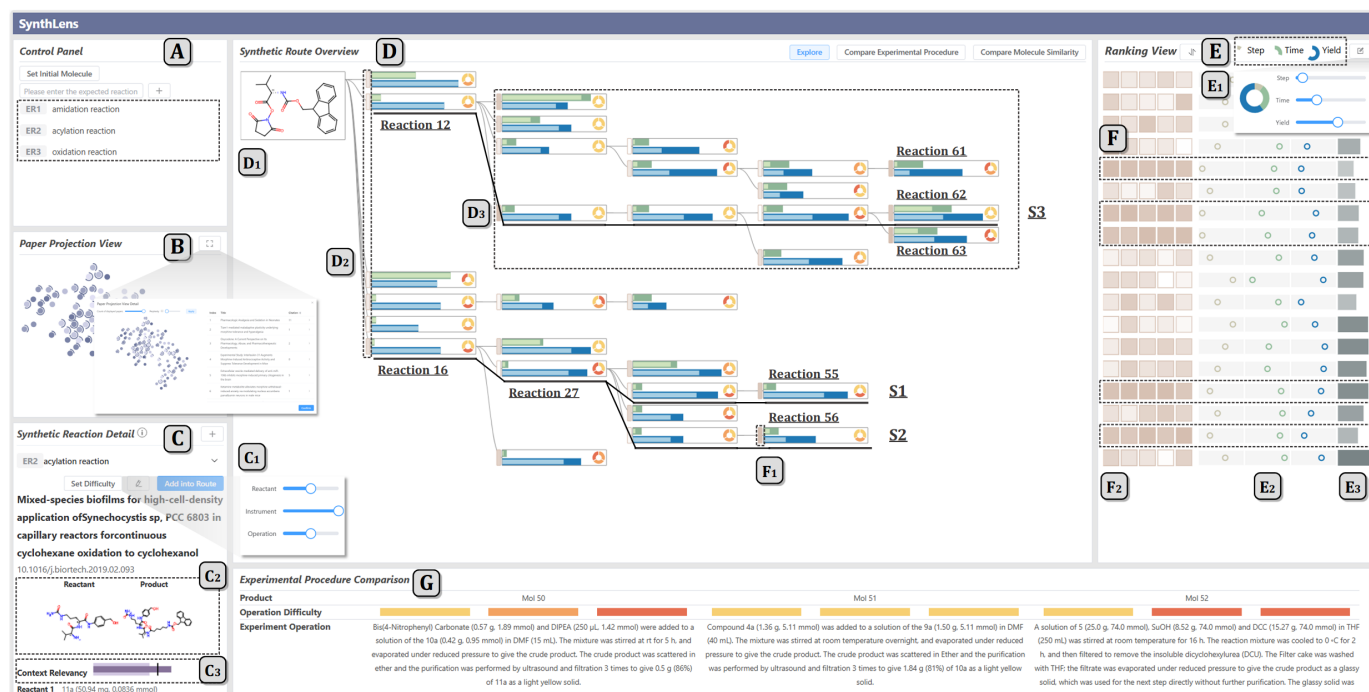 SynthLens
Control Panel
A
Set Initial Molecule
Please enter the expected reaction
+
ER1 amidation reaction
ER2 acylation reaction
ER3 oxidation reaction
Paper Projection View
B
Paper Projection View Detail
Synthetic Reaction Detail
C
+
ER2 acylation reaction
Set Difficulty
Add into Route
Mixed-species biofilms for high-cell-density
application ofSynechocystis sp, PCC 6803 in
capillary reactors forcontinuous
cyclohexane oxidation to cyclohexanol
10.1016/j.biortech.2019.02.093
C2
Reactant Product
Context Relevancy
C3
Reactant 1 11a (50.94 mg, 0.0836 mmol)
C1
Reactant
Instrument
Operation
Synthetic Route Overview
D
Explore
Compare Experimental Procedure
Compare Molecule Similarity
D1
Reaction 12
D2
D3
Reaction 61
Reaction 62
S3
Reaction 63
Reaction 16
Reaction 27
Reaction 55
S1
Reaction 56
S2
F1
Ranking View
E
Step Time Yield
E1
Step
Time
Yield
F
F2
E2
E3
Experimental Procedure Comparison
G
Product Mol 50 Mol 51 Mol 52
Operation Difficulty
Experiment Operation
Bis(4-Nitrophenyl) Carbonate (0.57 g. 1.89 mmol) and DIPEA (250 μL. 1.42 mmol) were added to a
solution of the 10a (0.42 g, 0.95 mmol) in DMF (15 mL). The mixture was stirred at rt for 5 h, and
evaporated under reduced pressure to give the crude product. The crude product was scattered in
ether and the purification was performed by ultrasound and filtration 3 times to give 0.5 g (86%)
of 11a as a light yellow solid.
Compound 4a (1.36 g, 5.11 mmol) was added to a solution of the 9a (1.50 g, 5.11 mmol) in DMF
(40 mL). The mixture was stirred at room temperature overnight, and evaporated under reduced
pressure to give the crude product. The crude product was scattered in Ether and the purification
was performed by ultrasound and filtration 3 times to give 1.84 g (81%) of 10a as a light yellow
solid.
A solution of 5 (25.0 g, 74.0 mmol), SuOH (8.52 g, 74.0 mmol) and DCC (15.27 g, 74.0 mmol) in THF
(250 mL) was stirred at room temperature for 16 h. The reaction mixture was cooled to 0 ∘C for 2
h, and then filtered to remove the insoluble dicyclohexylurea (DCU). The Filter cake was washed
with THF; the filtrate was evaporated under reduced pressure to give the crude product as a glassy
solid, which was used for the next step directly without further purification. The glassy solid was